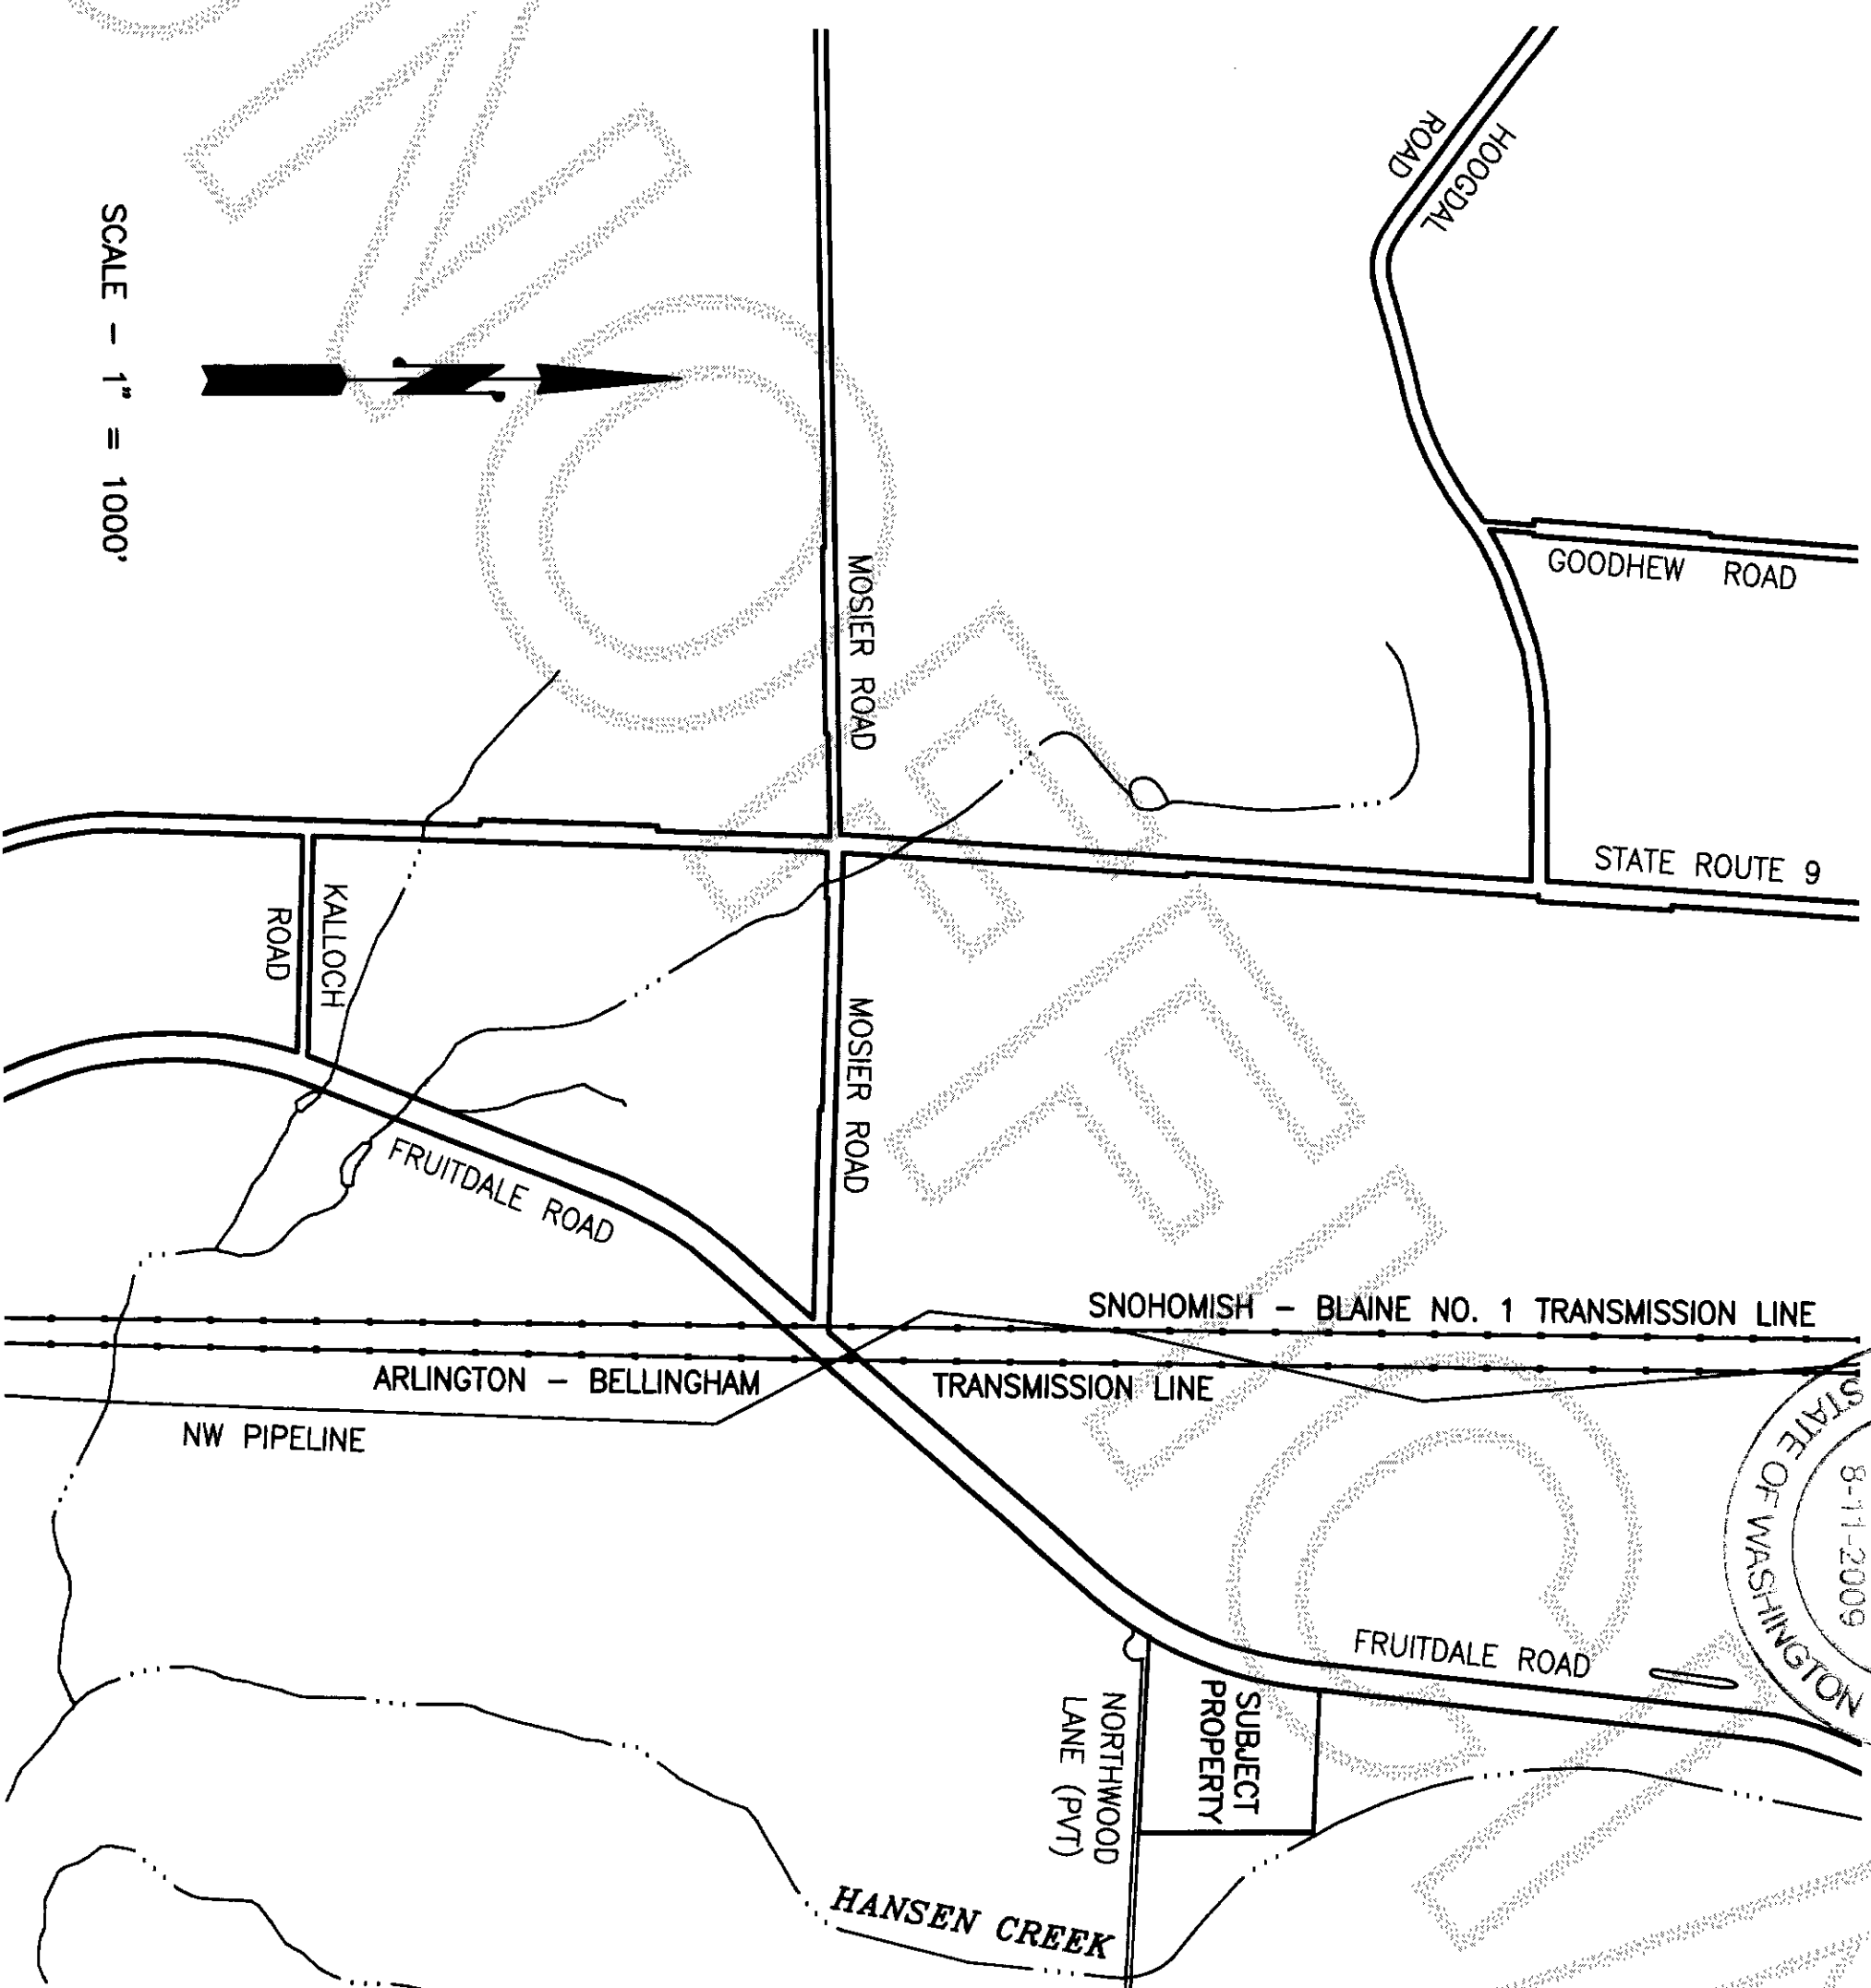 HOOGDAL
ROAD
GOODHEW ROAD
SCALE - 1" = 1000'
MOSIER ROAD
STATE ROUTE 9
KALLOCH
ROAD
MOSIER ROAD
FRUITDALE ROAD
SNOHOMISH - BLAINE NO. 1 TRANSMISSION LINE
ARLINGTON - BELLINGHAM TRANSMISSION LINE
NW PIPELINE
STATE OF WASHINGTON
8-11-2009
FRUITDALE ROAD
SUBJECT
PROPERTY
NORTHWOOD
LANE (PVT)
HANSEN CREEK